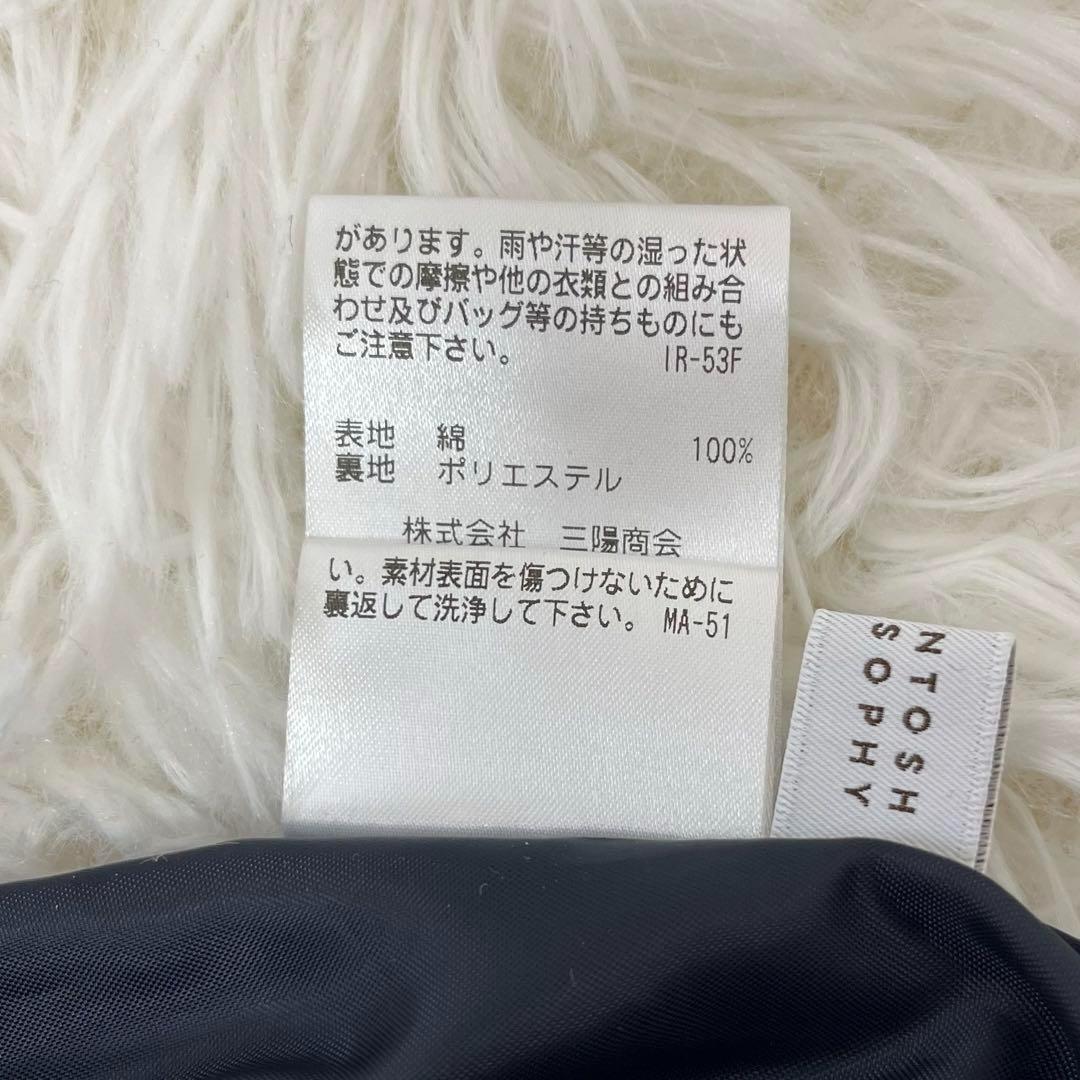 があります。雨や汗等の湿った状
態での摩擦や他の衣類との組み合
わせ及びバッグ等の持ちものにも
ご注意下さい。 IR-53F
表地 綿 100%
裏地 ポリエステル
株式会社 三陽商会
い。素材表面を傷つけないために
裏返して洗浄して下さい。 MA-51
NTOSH
SOPHY